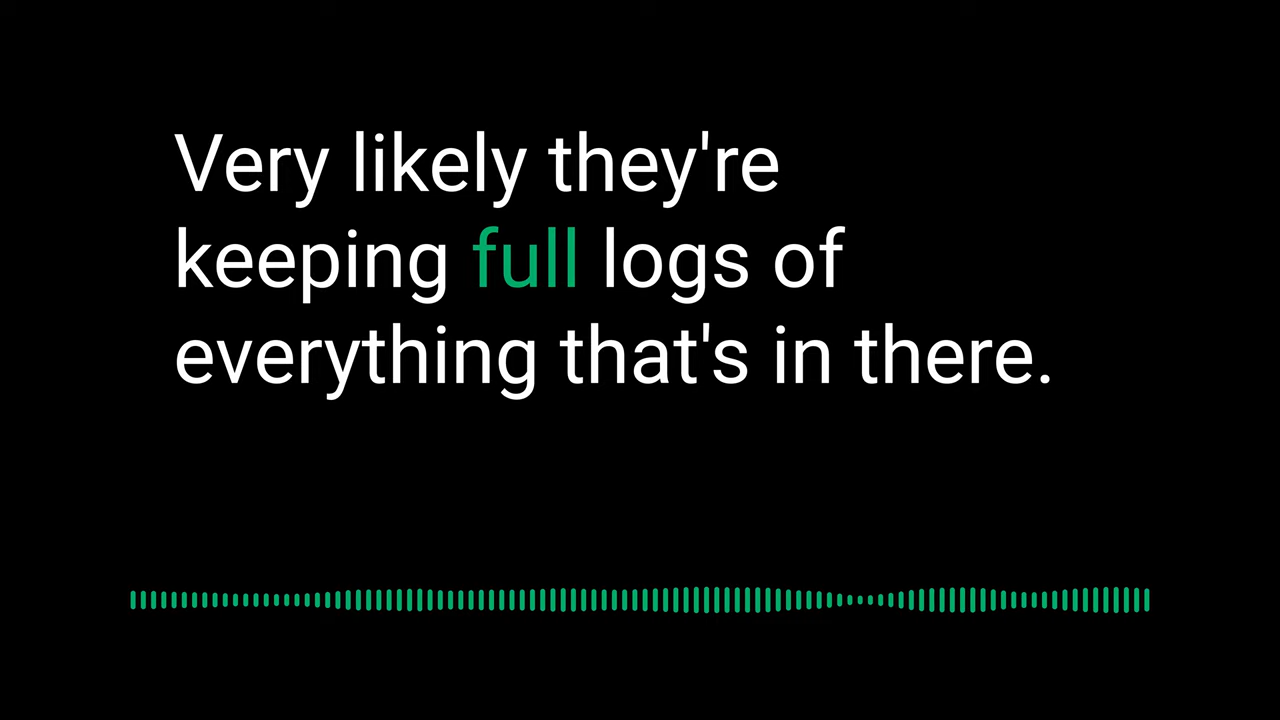 Very likely they're
keeping full logs of
everything that's in there.